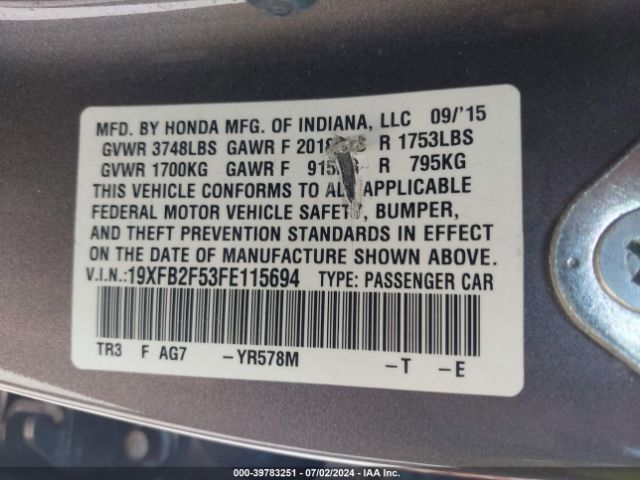 MFD. BY HONDA MFG. OF INDIANA, LLC 09/'15
GVWR 3748LBS GAWR F 2018 R 1753LBS
GVWR 1700KG GAWR F 915 R 795KG
THIS VEHICLE CONFORMS TO ALL APPLICABLE
FEDERAL MOTOR VEHICLE SAFETY, BUMPER,
AND THEFT PREVENTION STANDARDS IN EFFECT
ON THE DATE OF MANUFACTURE SHOWN ABOVE.
V.I.N.:19XFB2F53FE115694 TYPE: PASSENGER CAR
TR3 F AG7 -YR578M -T -E
000-39783251 - 07/02/2024 - IAA Inc.